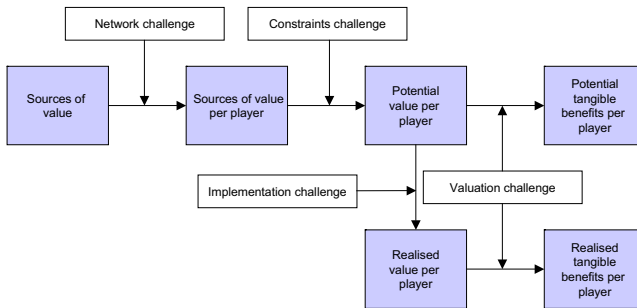 Network challenge
Constraints challenge
Sources of
value
Sources of value
per player
Potential
value per
player
Potential
tangible
benefits per
player
Implementation challenge
Valuation challenge
Realised
value per
player
Realised
tangible
benefits per
player